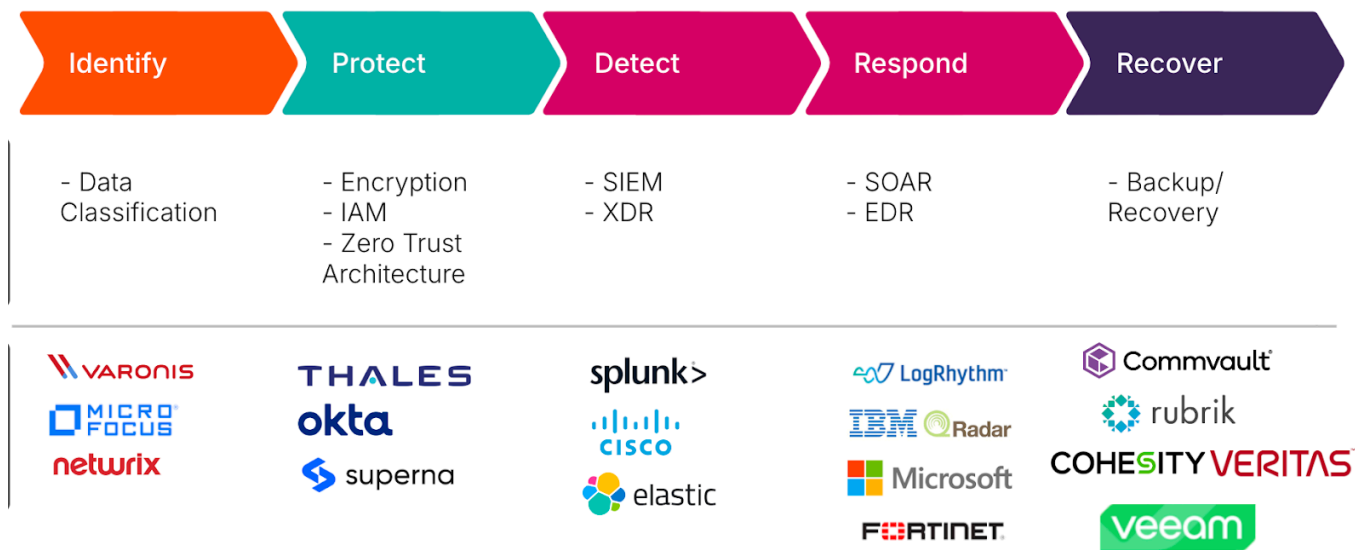 Identify
Protect
Detect
Respond
Recover
- Data
Classification
- Encryption
- IAM
- Zero Trust
Architecture
- SIEM
- XDR
- SOAR
- EDR
- Backup/
Recovery
VARONIS
MICRO
FOCUS
netwrix
THALES
okta
superna
splunk>
CISCO
elastic
LogRhythm
IBM QRadar
Microsoft
FORTINET
Commvault
rubrik
COHESITY VERITAS
veeam